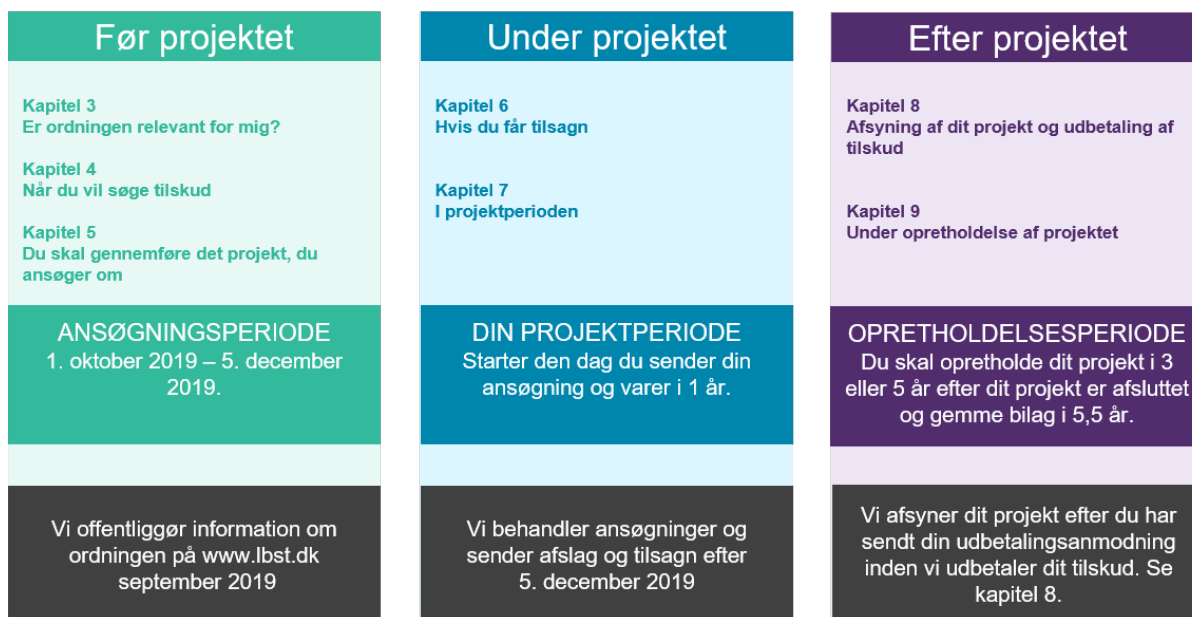 Før projektet
Kapitel 3
Er ordningen relevant for mig?
Kapitel 4
Når du vil søge tilskud
Kapitel 5
Du skal gennemføre det projekt, du
ansøger om
ANSØGNINGSPERIODE
1. oktober 2019 – 5. december
2019.
Vi offentliggør information om
ordningen på www.lbst.dk
september 2019
Under projektet
Kapitel 6
Hvis du får tilsagn
Kapitel 7
I projektperioden
DIN PROJEKTPERIODE
Starter den dag du sender din
ansøgning og varer i 1 år.
Vi behandler ansøgninger og
sender afslag og tilsagn efter
5. december 2019
Efter projektet
Kapitel 8
Afsyning af dit projekt og udbetaling af
tilskud
Kapitel 9
Under opretholdelse af projektet
OPRETHOLDELSESPERIODE
Du skal opretholde dit projekt i 3
eller 5 år efter dit projekt er afsluttet
og gemme bilag i 5,5 år.
Vi afsyner dit projekt efter du har
sendt din udbetalingsanmodning
inden vi udbetaler dit tilskud. Se
kapitel 8.